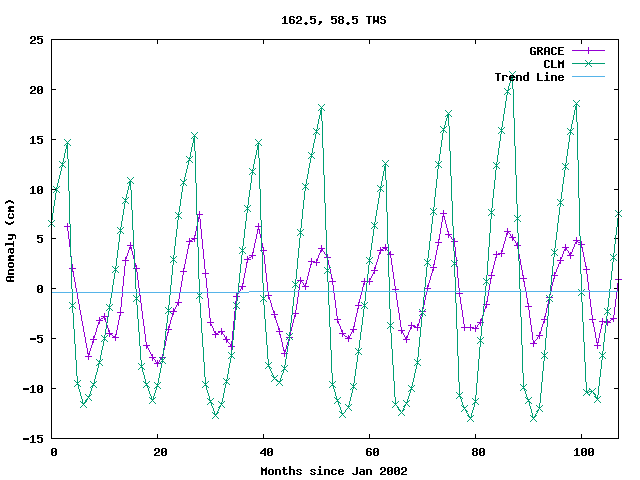 162.5, 58.5 TWS
25
20
15
10
5
0
-5
-10
-15
Anomaly (cm)
GRACE
CLM
Trend Line
0 20 40 60 80 100
Months since Jan 2002